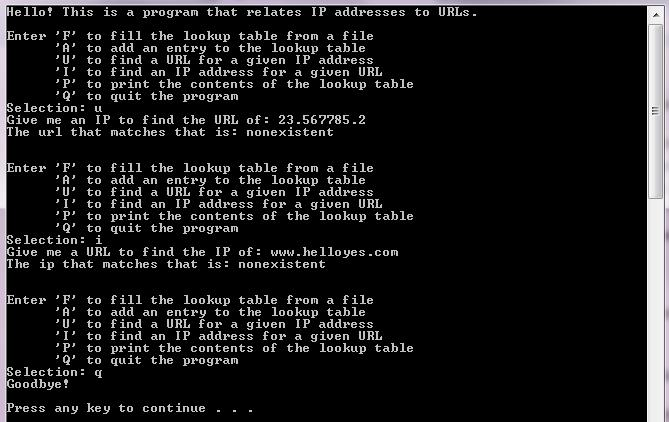 Hello! This is a program that relates IP addresses to URLs.
Enter 'F' to fill the lookup table from a file
'A' to add an entry to the lookup table
'U' to find a URL for a given IP address
'I' to find an IP address for a given URL
'P' to print the contents of the lookup table
'Q' to quit the program
Selection: u
Give me an IP to find the URL of: 23.567785.2
The url that matches that is: nonexistent
Enter 'F' to fill the lookup table from a file
'A' to add an entry to the lookup table
'U' to find a URL for a given IP address
'I' to find an IP address for a given URL
'P' to print the contents of the lookup table
'Q' to quit the program
Selection: i
Give me a URL to find the IP of: www.helloyes.com
The ip that matches that is: nonexistent
Enter 'F' to fill the lookup table from a file
'A' to add an entry to the lookup table
'U' to find a URL for a given IP address
'I' to find an IP address for a given URL
'P' to print the contents of the lookup table
'Q' to quit the program
Selection: q
Goodbye!
Press any key to continue . . .